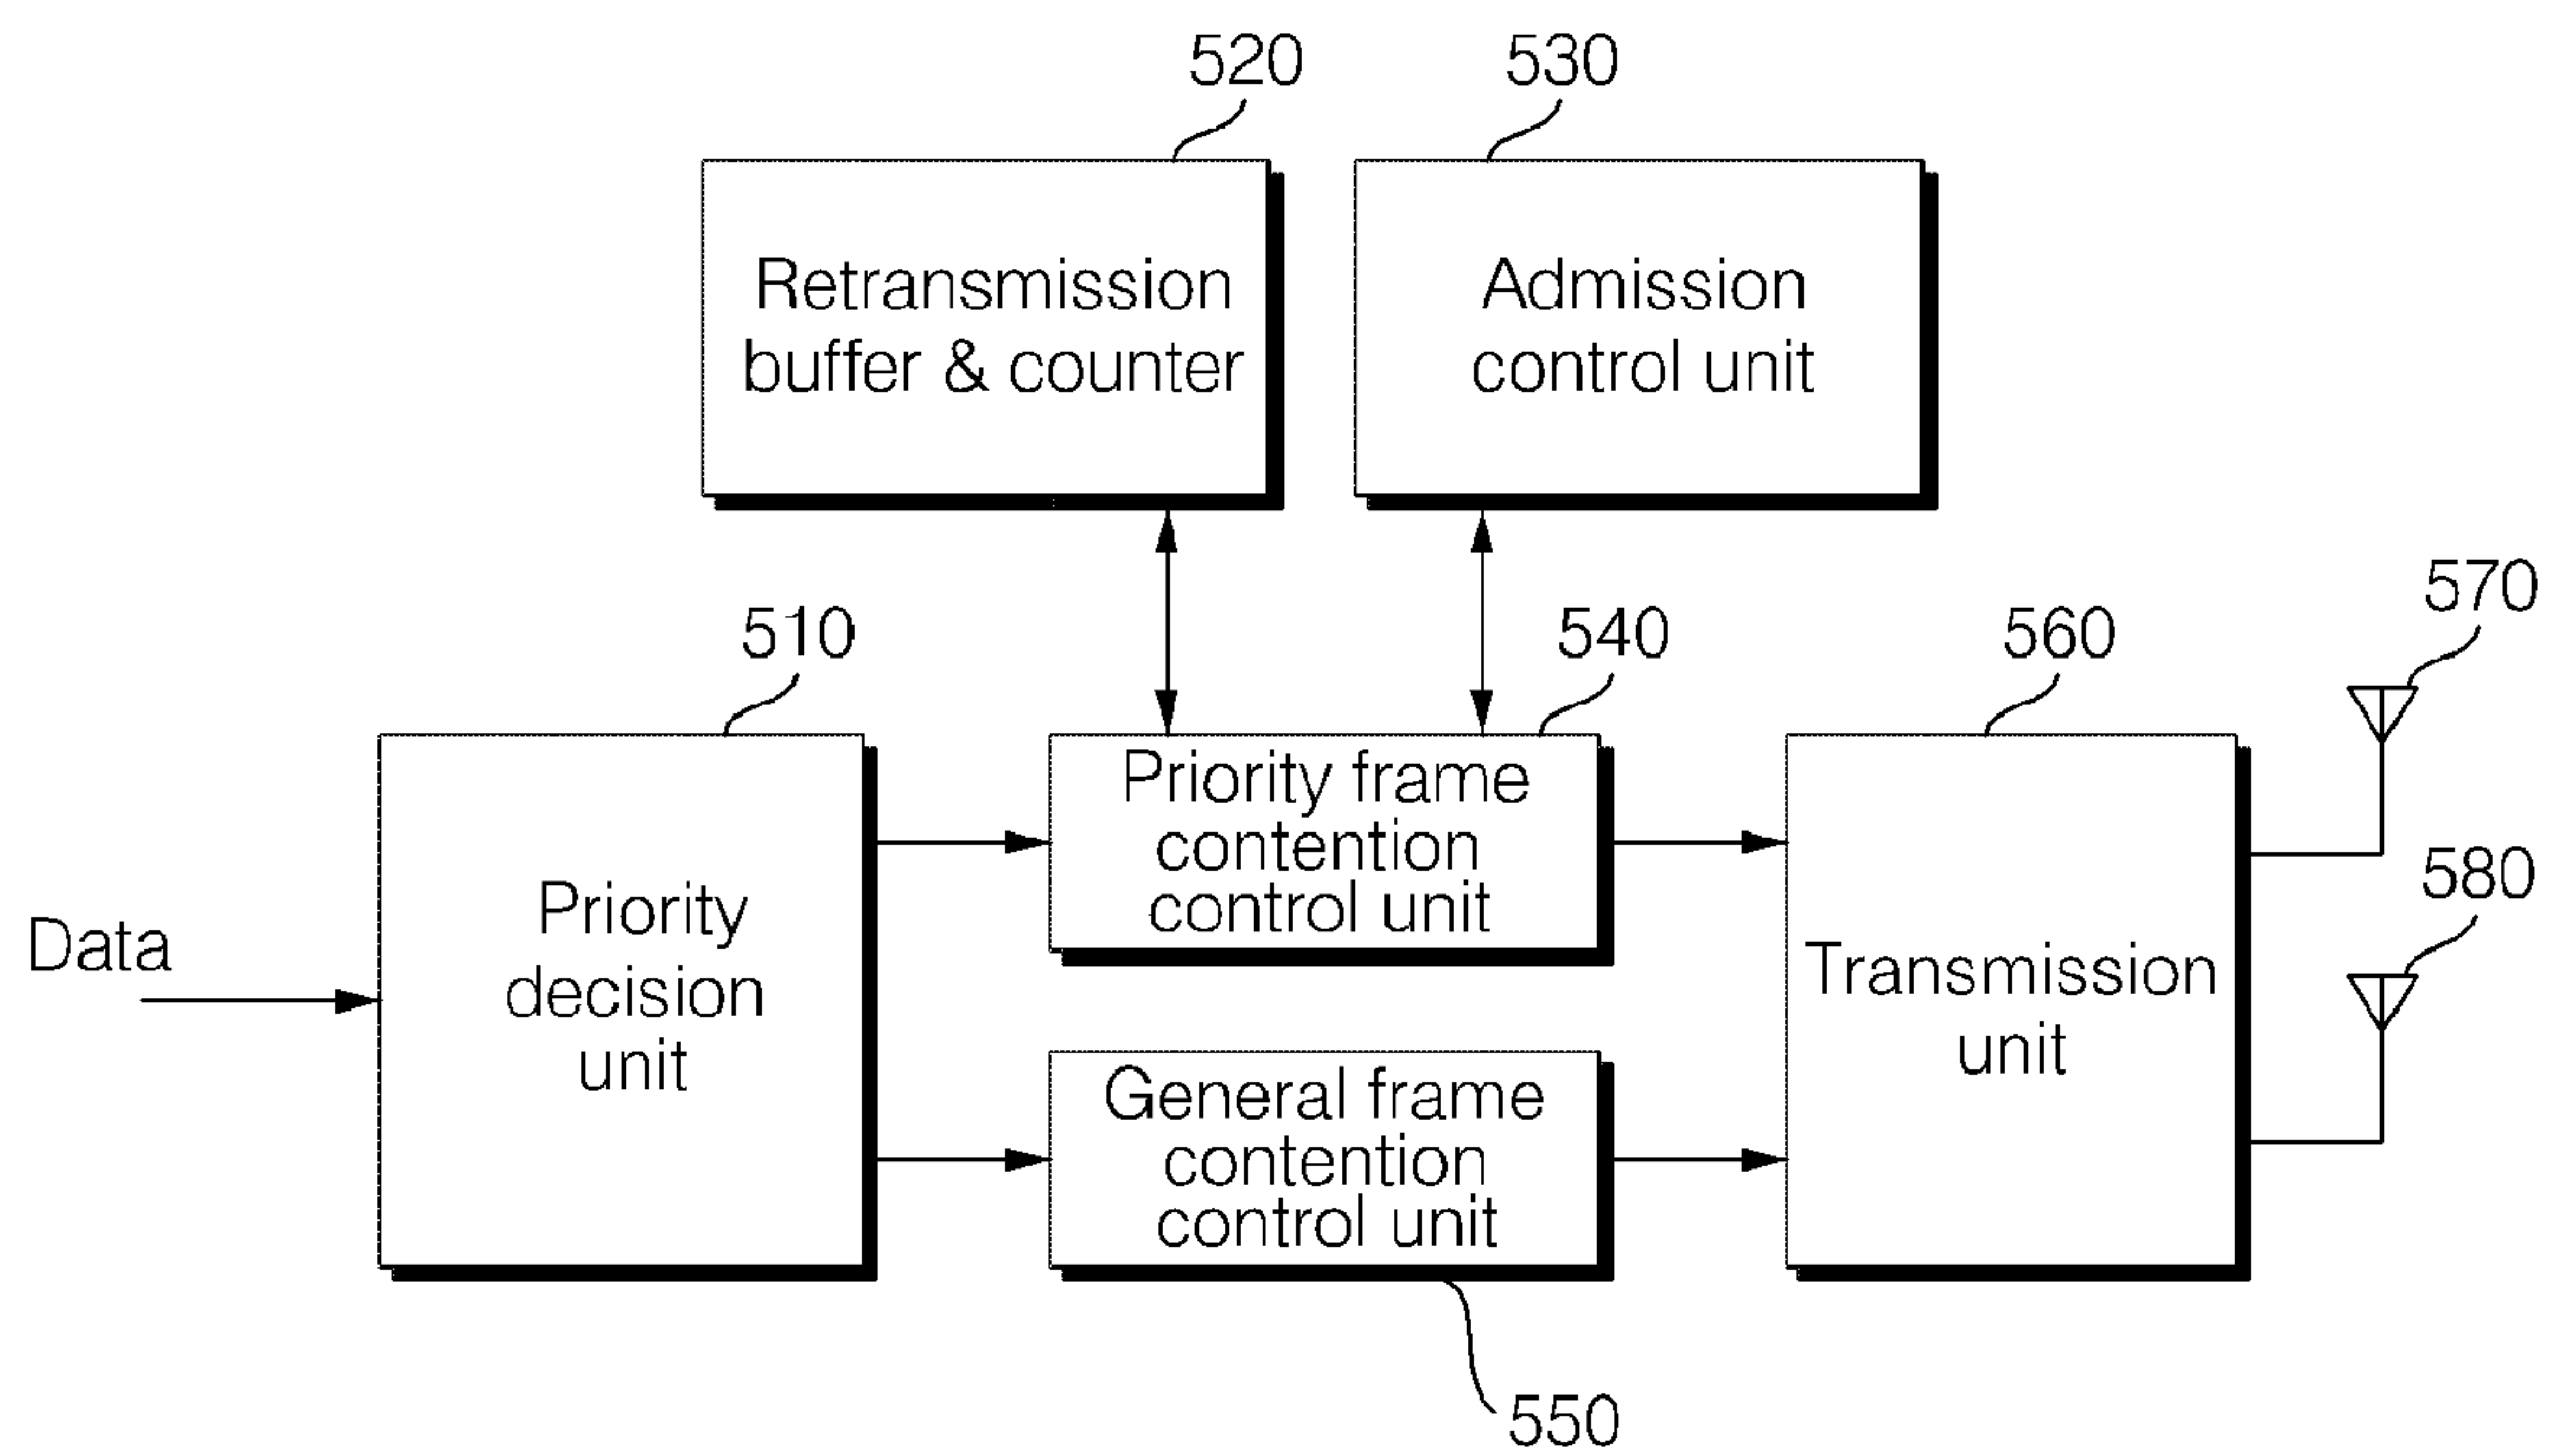 520
530
Retransmission
buffer & counter
Admission
control unit
510
540
560
570
Priority frame
contention
control unit
580
Data
Priority
decision
unit
Transmission
unit
General frame
contention
control unit
550